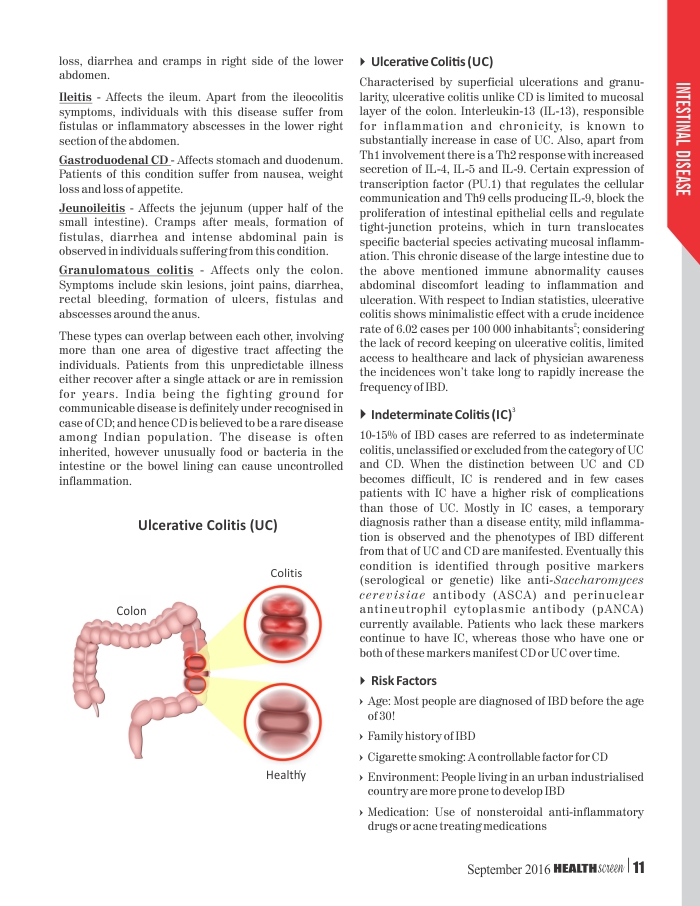 loss, diarrhea and cramps in right side of the lower
abdomen.
Ileitis - Affects the ileum. Apart from the ileocolitis
symptoms, individuals with this disease suffer from
fistulas or inflammatory abscesses in the lower right
section of the abdomen.
Gastroduodenal CD - Affects stomach and duodenum.
Patients of this condition suffer from nausea, weight
loss and loss of appetite.
Jeunoileitis - Affects the jejunum (upper half of the
small intestine). Cramps after meals, formation of
fistulas, diarrhea and intense abdominal pain is
observed in individuals suffering from this condition.
Granulomatous colitis - Affects only the colon.
Symptoms include skin lesions, joint pains, diarrhea,
rectal bleeding, formation of ulcers, fistulas and
abscesses around the anus.
These types can overlap between each other, involving
more than one area of digestive tract affecting the
individuals. Patients from this unpredictable illness
either recover after a single attack or are in remission
for years. India being the fighting ground for
communicable disease is definitely under recognised in
case of CD; and hence CD is believed to be a rare disease
among Indian population. The disease is often
inherited, however unusually food or bacteria in the
intestine or the bowel lining can cause uncontrolled
inflammation.
Ulcerative Colitis (UC)
Colitis
Colon
Healthy
Ulcerative Colitis (UC)
Characterised by superficial ulcerations and granu-
larity, ulcerative colitis unlike CD is limited to mucosal
layer of the colon. Interleukin-13 (IL-13), responsible
for inflammation and chronicity, is known to
substantially increase in case of UC. Also, apart from
Th1 involvement there is a Th2 response with increased
secretion of IL-4, IL-5 and IL-9. Certain expression of
transcription factor (PU.1) that regulates the cellular
communication and Th9 cells producing IL-9, block the
proliferation of intestinal epithelial cells and regulate
tight-junction proteins, which in turn translocates
specific bacterial species activating mucosal inflamm-
ation. This chronic disease of the large intestine due to
the above mentioned immune abnormality causes
abdominal discomfort leading to inflammation and
ulceration. With respect to Indian statistics, ulcerative
colitis shows minimalistic effect with a crude incidence
rate of 6.02 cases per 100 000 inhabitants²; considering
the lack of record keeping on ulcerative colitis, limited
access to healthcare and lack of physician awareness
the incidences won't take long to rapidly increase the
frequency of IBD.
Indeterminate Colitis (IC)³
10-15% of IBD cases are referred to as indeterminate
colitis, unclassified or excluded from the category of UC
and CD. When the distinction between UC and CD
becomes difficult, IC is rendered and in few cases
patients with IC have a higher risk of complications
than those of UC. Mostly in IC cases, a temporary
diagnosis rather than a disease entity, mild inflamma-
tion is observed and the phenotypes of IBD different
from that of UC and CD are manifested. Eventually this
condition is identified through positive markers
(serological or genetic) like anti-Saccharomyces
cerevisiae antibody (ASCA) and perinuclear
antineutrophil cytoplasmic antibody (pANCA)
currently available. Patients who lack these markers
continue to have IC, whereas those who have one or
both of these markers manifest CD or UC over time.
Risk Factors
Age: Most people are diagnosed of IBD before the age
of 30!
Family history of IBD
Cigarette smoking: A controllable factor for CD
Environment: People living in an urban industrialised
country are more prone to develop IBD
Medication: Use of nonsteroidal anti-inflammatory
drugs or acne treating medications
INTESTINAL DISEASE
September 2016 HEALTHscreen | 11